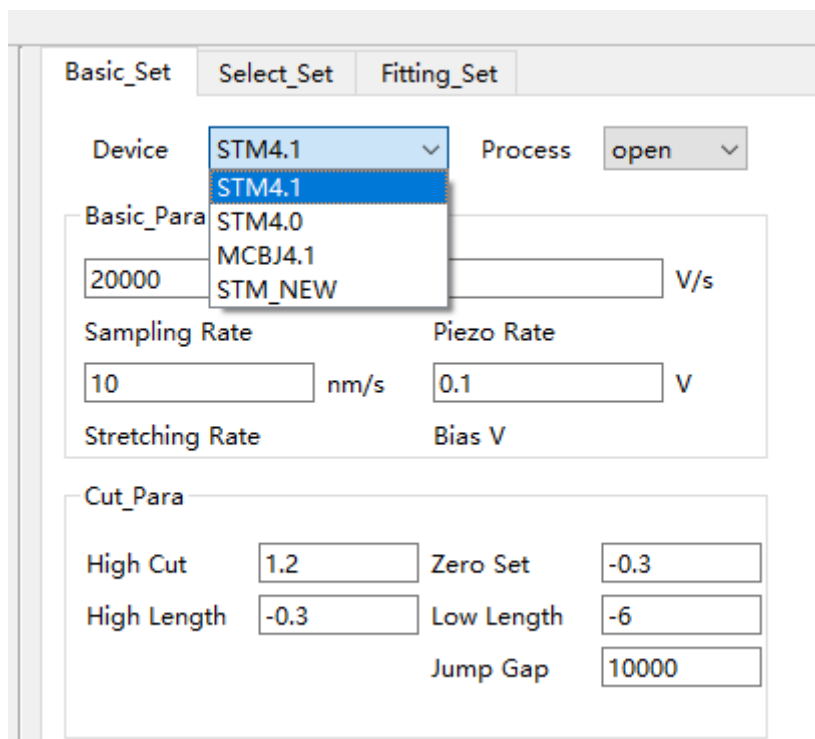 Basic_Set Select_Set Fitting_Set
Device STM4.1 Process open
STM4.1
STM4.0
MCBJ4.1
STM_NEW
Basic_Para
20000 V/s
Sampling Rate Piezo Rate
10 nm/s 0.1 V
Stretching Rate Bias V
Cut_Para
High Cut 1.2 Zero Set -0.3
High Length -0.3 Low Length -6
Jump Gap 10000